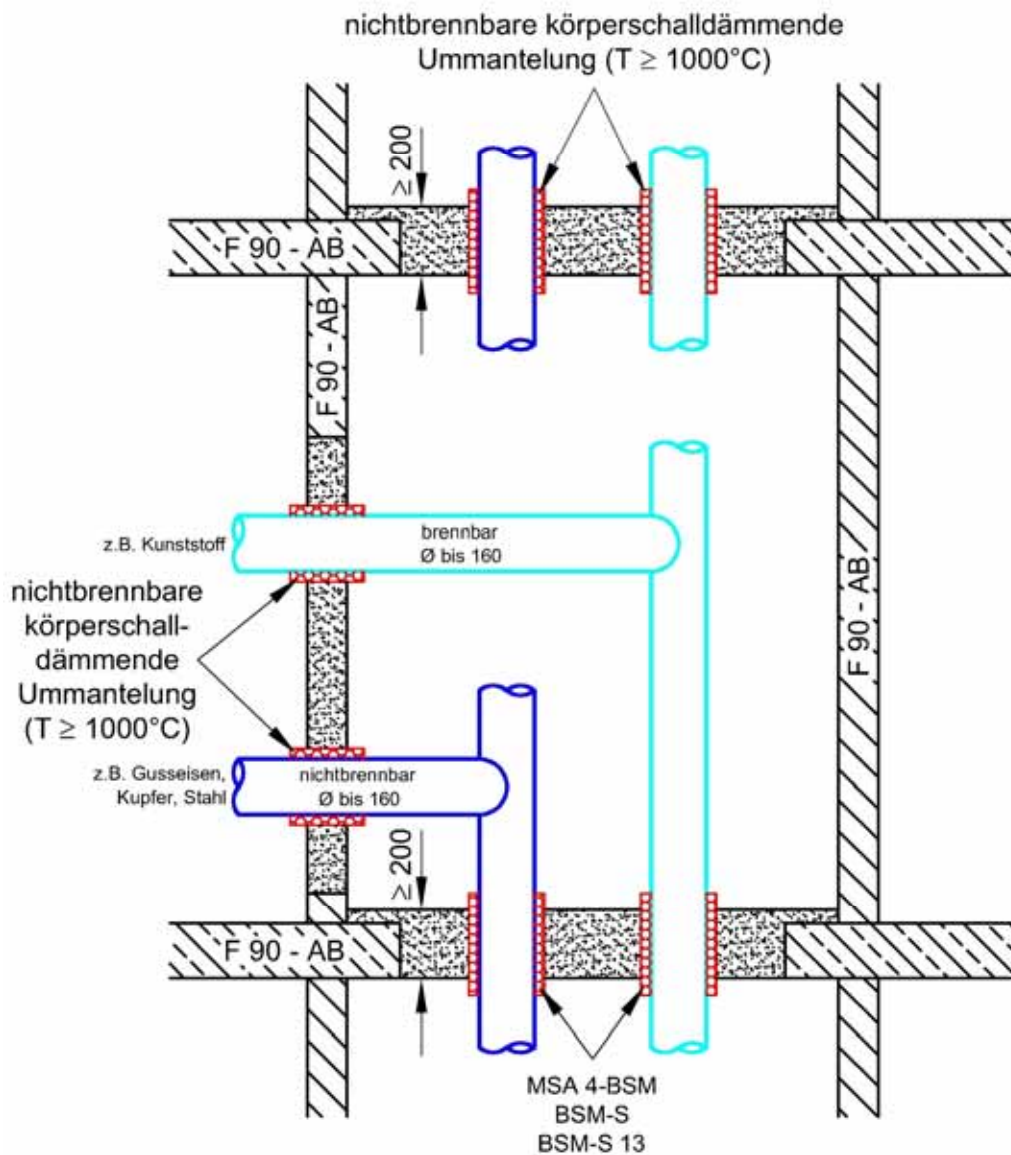 nichtbrennbare körperschalldämmende
Ummantelung (T ≥ 1000°C)
≥ 200
F 90 - AB
F 90 - AB
brennbar
Ø bis 160
z.B. Kunststoff
nichtbrennbare
körperschall-
dämmende
Ummantelung
(T ≥ 1000°C)
F 90 - AB
z.B. Gusseisen,
Kupfer, Stahl
nichtbrennbar
Ø bis 160
≥ 200
F 90 - AB
MSA 4-BSM
BSM-S
BSM-S 13